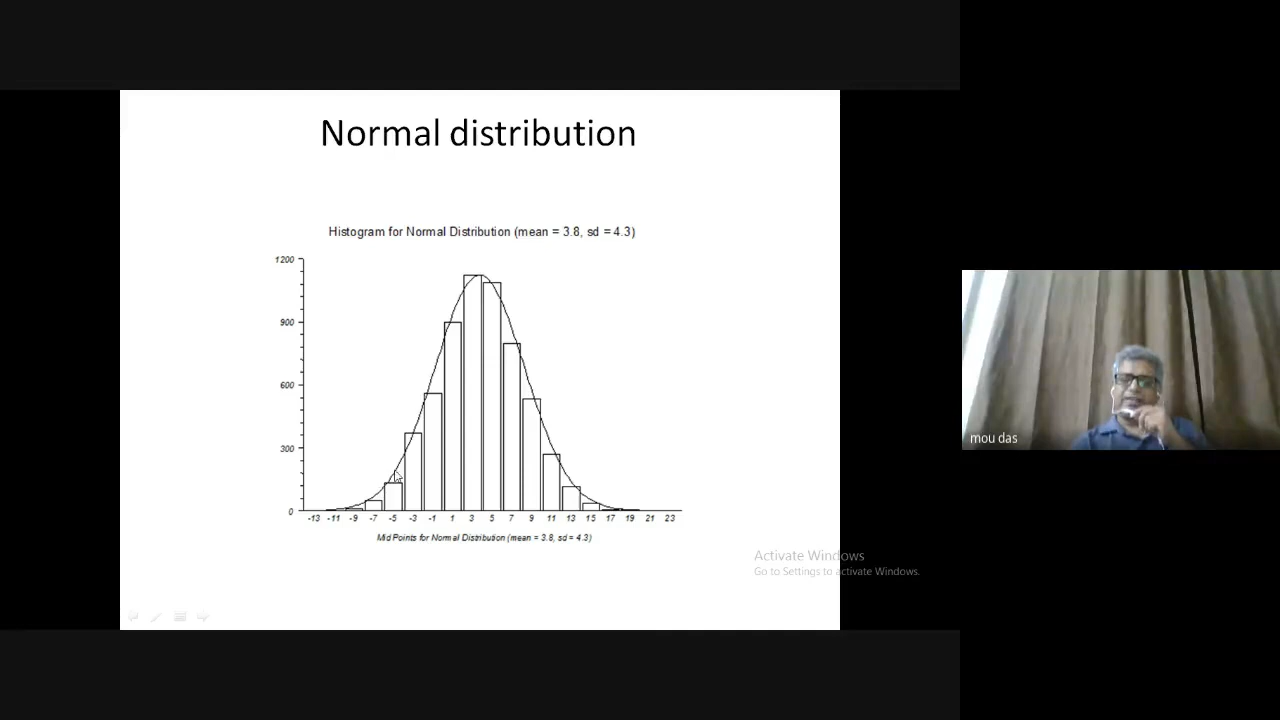 Normal distribution
Histogram for Normal Distribution (mean = 3.8, sd = 4.3)
1200
900
600
300
0
-13 -11 -9 -7 -5 -3 -1 1 3 5 7 9 11 13 15 17 19 21 23
Mid Points for Normal Distribution (mean = 3.8, sd = 4.3)
mou das
Activate Windows
Go to Settings to activate Windows.